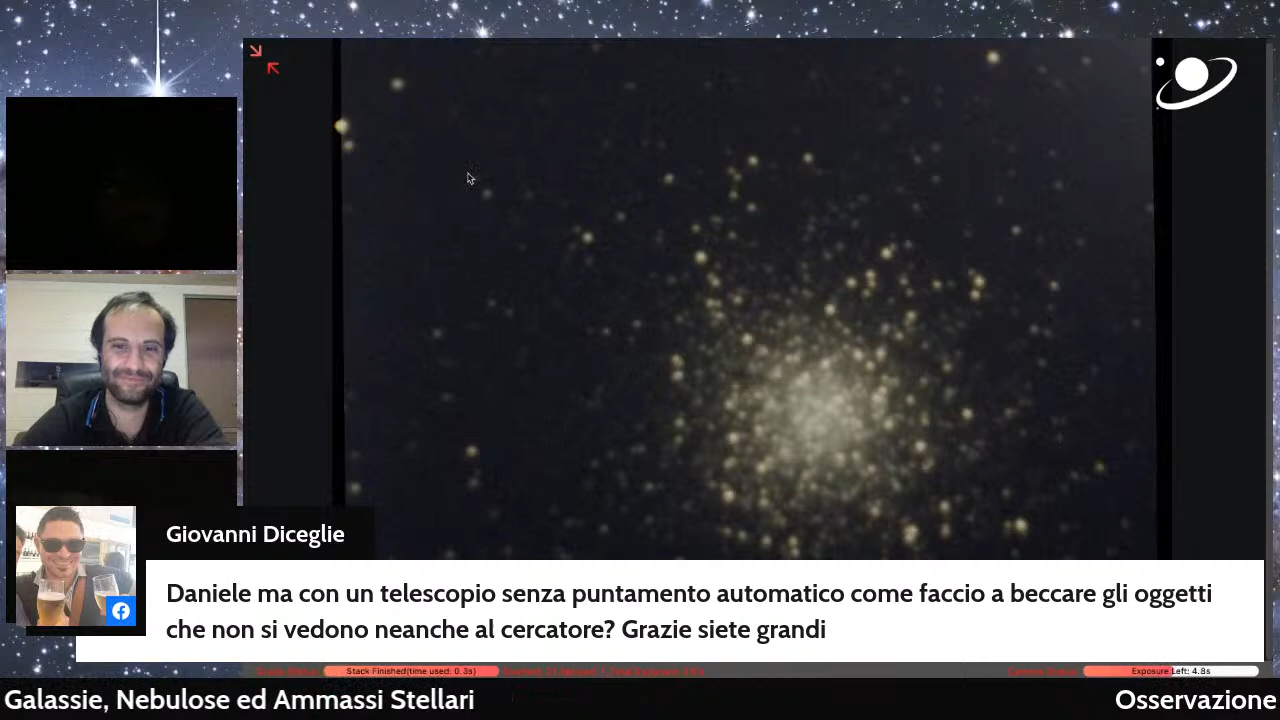 Giovanni Diceglie
Daniele ma con un telescopio senza puntamento automatico come faccio a beccare gli oggetti
che non si vedono neanche al cercatore? Grazie siete grandi
Stack Finished(time used: 0.3s)
Exposure Left: 4.8s
Galassie, Nebulose ed Ammassi Stellari
Osservazione